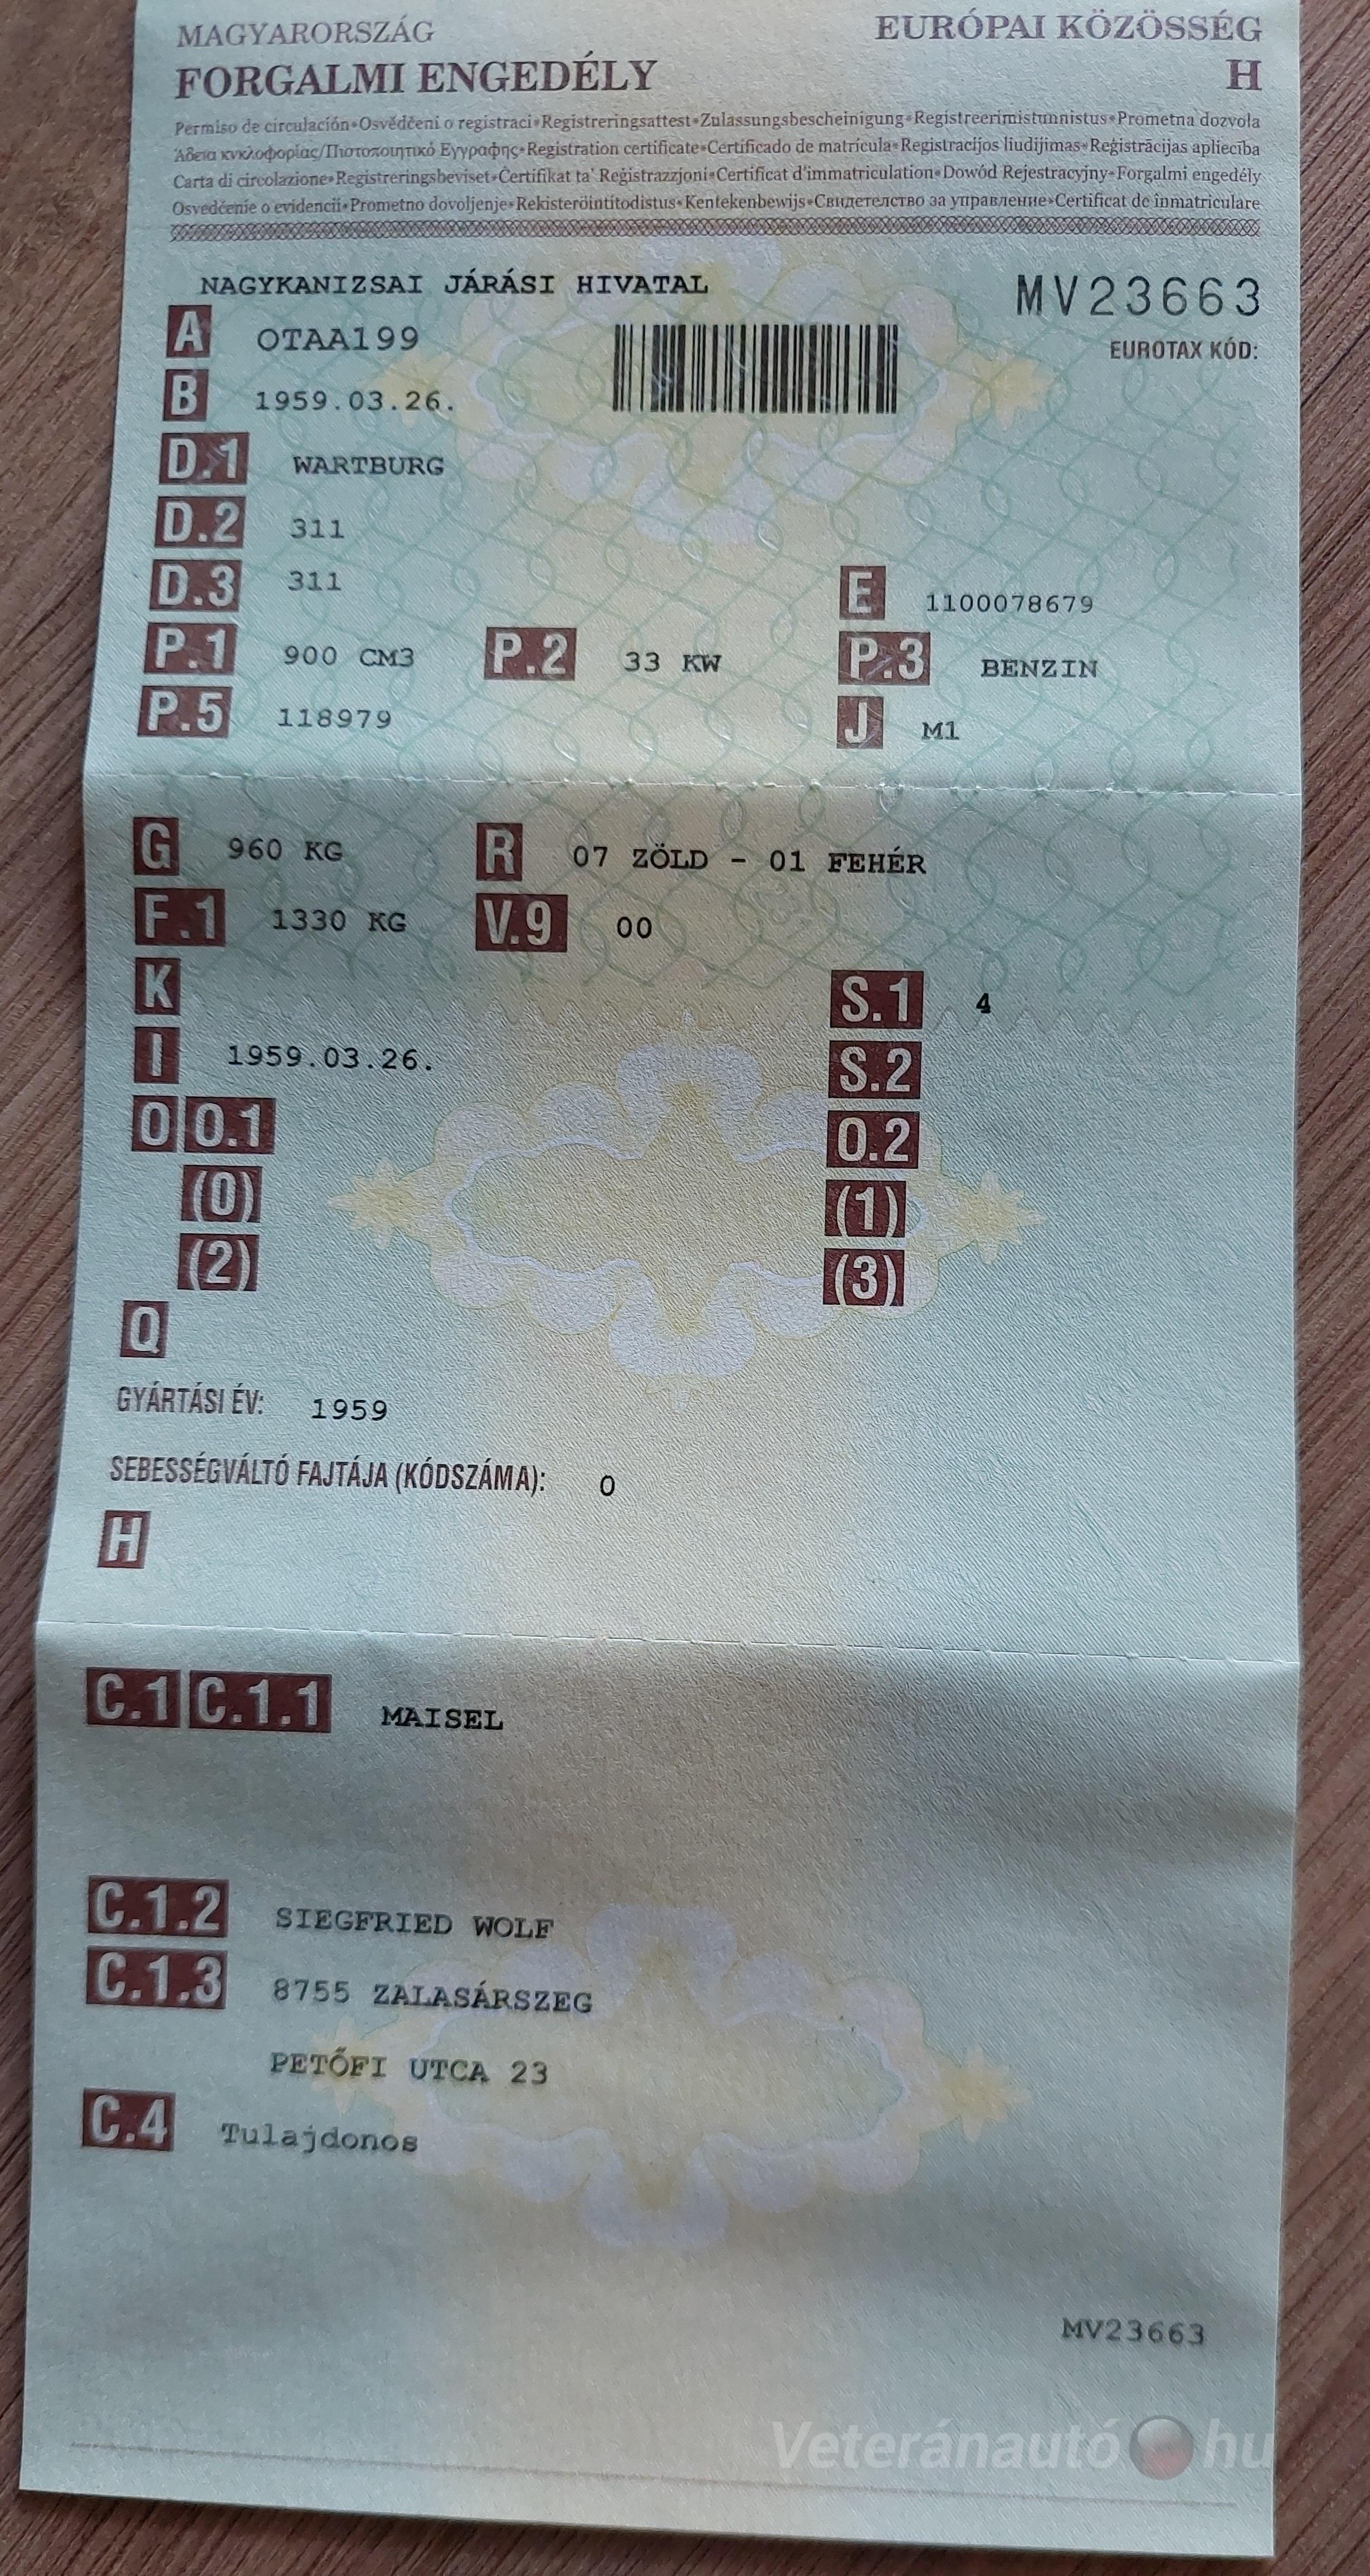 MAGYARORSZÁG EURÓPAI KÖZÖSSÉG
FORGALMI ENGEDÉLY H
Permiso de circulación•Osvědčení o registraci•Registreringsattest•Zulassungsbescheinigung•Registreerimistunnistus•Prometna dozvola
Άδεια κυκλοφορίας/Πιστοποιητικό Εγγραφης•Registration certificate•Certificado de matrícula•Registracijos liudijimas•Reģistrācijas apliecība
Carta di circolazione•Registreringsbeviset•Ċertifikat ta' Reġistrazzjoni•Certificat d'immatriculation•Dowód Rejestracyjny•Forgalmi engedély
Osvedčenie o evidencii•Prometno dovoljenje•Rekisteröintitodistus•Kentekenbewijs•Свидетелство за управление•Certificat de inmatriculare
NAGYKANIZSAI JÁRÁSI HIVATAL MV23663
A OTAA199 EUROTAX KÓD:
B 1959.03.26.
D.1 WARTBURG
D.2 311
D.3 311 E 1100078679
P.1 900 CM3 P.2 33 KW P.3 BENZIN
P.5 118979 J M1
G 960 KG R 07 ZÖLD - 01 FEHÉR
F.1 1330 KG V.9 00
K S.1 4
I 1959.03.26. S.2
O O.1 O.2
(0) (1)
(2) (3)
Q
GYÁRTÁSI ÉV: 1959
SEBESSÉGVÁLTÓ FAJTÁJA (KÓDSZÁMA): 0
H
C.1 C.1.1 MAISEL
C.1.2 SIEGFRIED WOLF
C.1.3 8755 ZALASÁRSZEG
PETŐFI UTCA 23
C.4 Tulajdonos
MV23663
Veteránautó hu